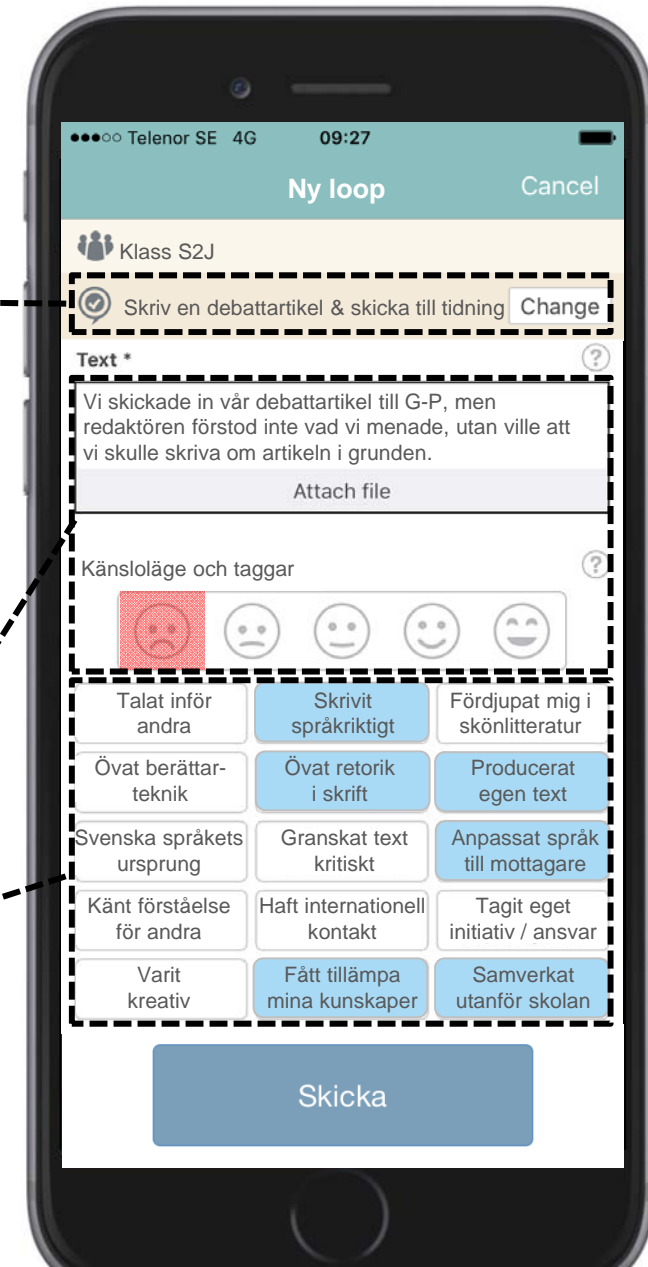 Telenor SE 4G 09:27
Ny loop Cancel
Klass S2J
Skriv en debattartikel & skicka till tidning Change
Text *
?
Vi skickade in vår debattartikel till G-P, men
redaktören förstod inte vad vi menade, utan ville att
vi skulle skriva om artikeln i grunden.
Attach file
Känsloläge och taggar
?
Talat inför
andra
Skrivit
språkriktigt
Fördjupat mig i
skönlitteratur
Övat berättar-
teknik
Övat retorik
i skrift
Producerat
egen text
Svenska språkets
ursprung
Granskat text
kritiskt
Anpassat språk
till mottagare
Känt förståelse
för andra
Haft internationell
kontakt
Tagit eget
initiativ / ansvar
Varit
kreativ
Fått tillämpa
mina kunskaper
Samverkat
utanför skolan
Skicka